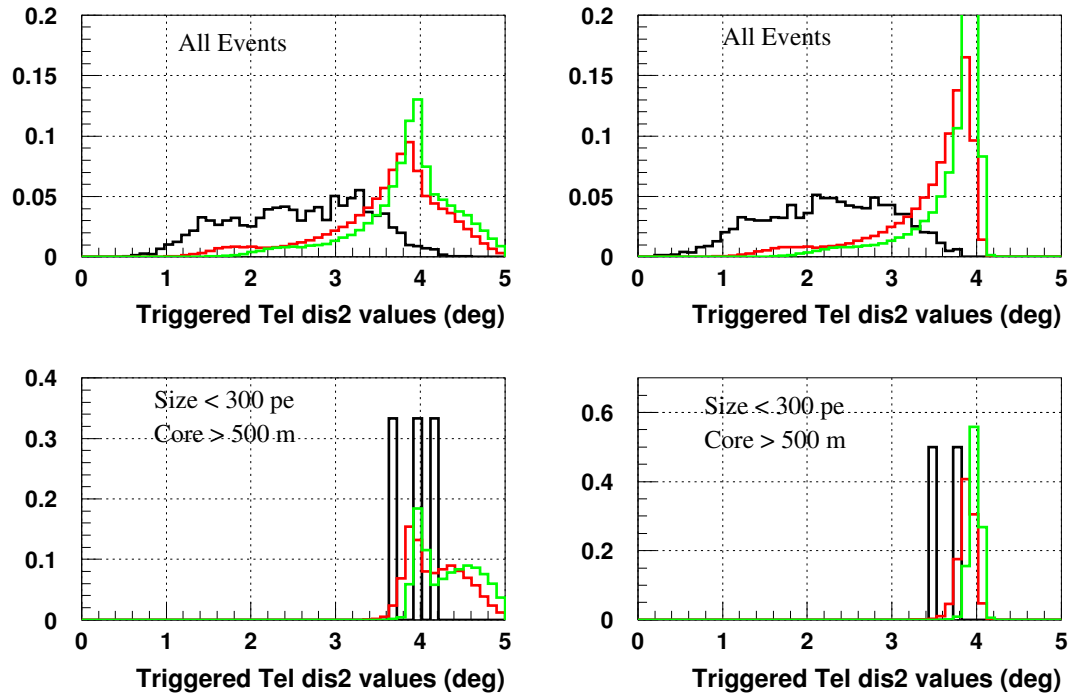 All Events
0.2
0.15
0.1
0.05
0
0 1 2 3 4 5
Triggered Tel dis2 values (deg)
All Events
0.2
0.15
0.1
0.05
0
0 1 2 3 4 5
Triggered Tel dis2 values (deg)
Size < 300 pe
Core > 500 m
0.4
0.3
0.2
0.1
0
0 1 2 3 4 5
Triggered Tel dis2 values (deg)
Size < 300 pe
Core > 500 m
0.6
0.4
0.2
0
0 1 2 3 4 5
Triggered Tel dis2 values (deg)